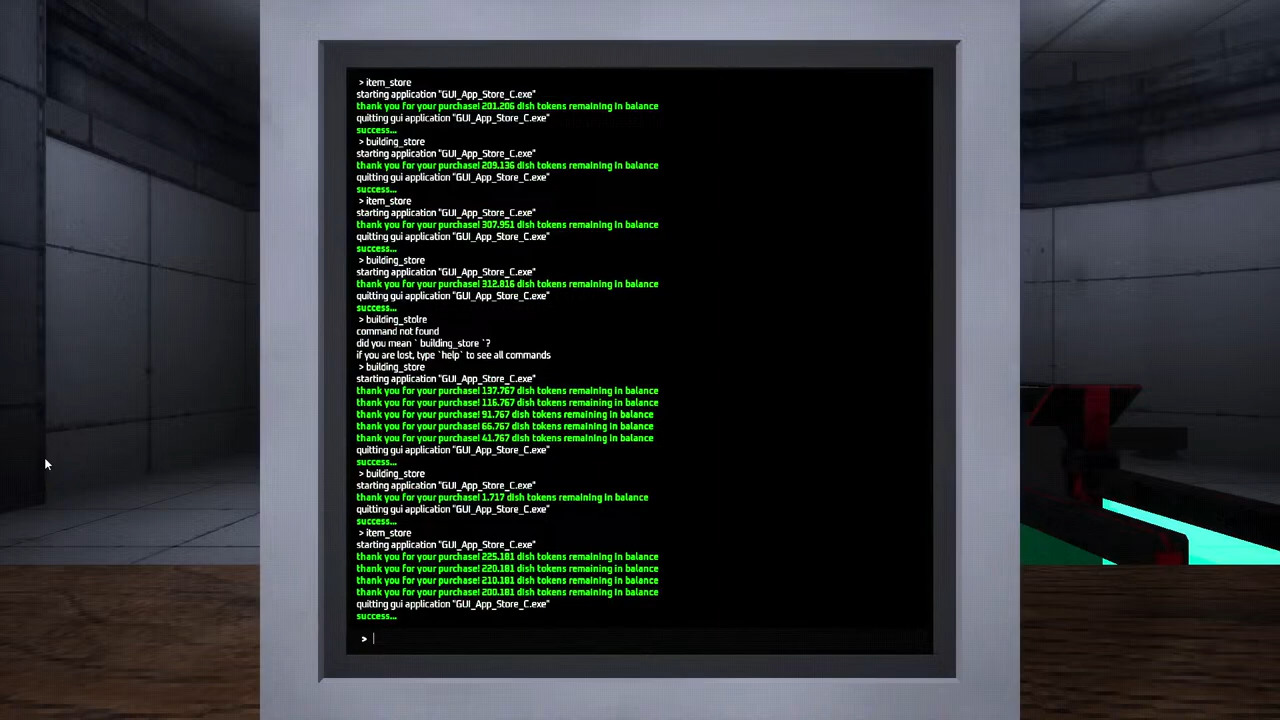 > item_store
starting application "GUI_App_Store_C.exe"
thank you for your purchase! 201.206 dish tokens remaining in balance
quitting gui application "GUI_App_Store_C.exe"
success...
> building_store
starting application "GUI_App_Store_C.exe"
thank you for your purchase! 209.136 dish tokens remaining in balance
quitting gui application "GUI_App_Store_C.exe"
success...
> item_store
starting application "GUI_App_Store_C.exe"
thank you for your purchase! 307.951 dish tokens remaining in balance
quitting gui application "GUI_App_Store_C.exe"
success...
> building_store
starting application "GUI_App_Store_C.exe"
thank you for your purchase! 312.816 dish tokens remaining in balance
quitting gui application "GUI_App_Store_C.exe"
success...
> building_stolre
command not found
did you mean ` building_store `?
if you are lost, type `help` to see all commands
> building_store
starting application "GUI_App_Store_C.exe"
thank you for your purchase! 137.767 dish tokens remaining in balance
thank you for your purchase! 116.767 dish tokens remaining in balance
thank you for your purchase! 91.767 dish tokens remaining in balance
thank you for your purchase! 66.767 dish tokens remaining in balance
thank you for your purchase! 41.767 dish tokens remaining in balance
quitting gui application "GUI_App_Store_C.exe"
success...
> building_store
starting application "GUI_App_Store_C.exe"
thank you for your purchase! 1.717 dish tokens remaining in balance
quitting gui application "GUI_App_Store_C.exe"
success...
> item_store
starting application "GUI_App_Store_C.exe"
thank you for your purchase! 225.181 dish tokens remaining in balance
thank you for your purchase! 220.181 dish tokens remaining in balance
thank you for your purchase! 210.181 dish tokens remaining in balance
thank you for your purchase! 200.181 dish tokens remaining in balance
quitting gui application "GUI_App_Store_C.exe"
success...
> |